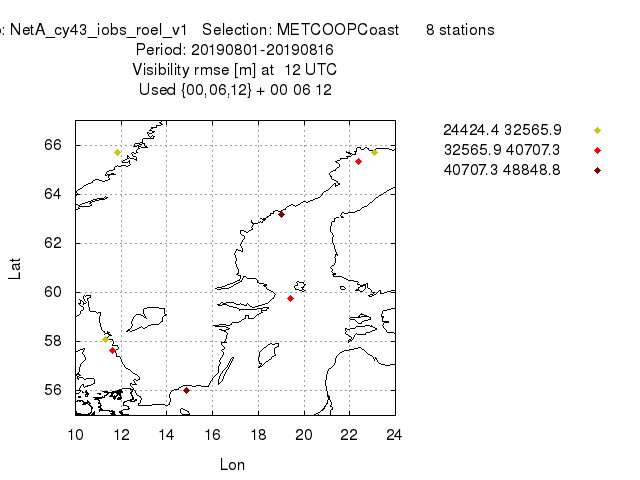 : NetA_cy43_iobs_roel_v1 Selection: METCOOPCoast 8 stations
Period: 20190801-20190816
Visibility rmse [m] at 12 UTC
Used {00,06,12} + 00 06 12
24424.4 32565.9
32565.9 40707.3
40707.3 48848.8
66
64
62
60
58
56
Lat
10 12 14 16 18 20 22 24
Lon